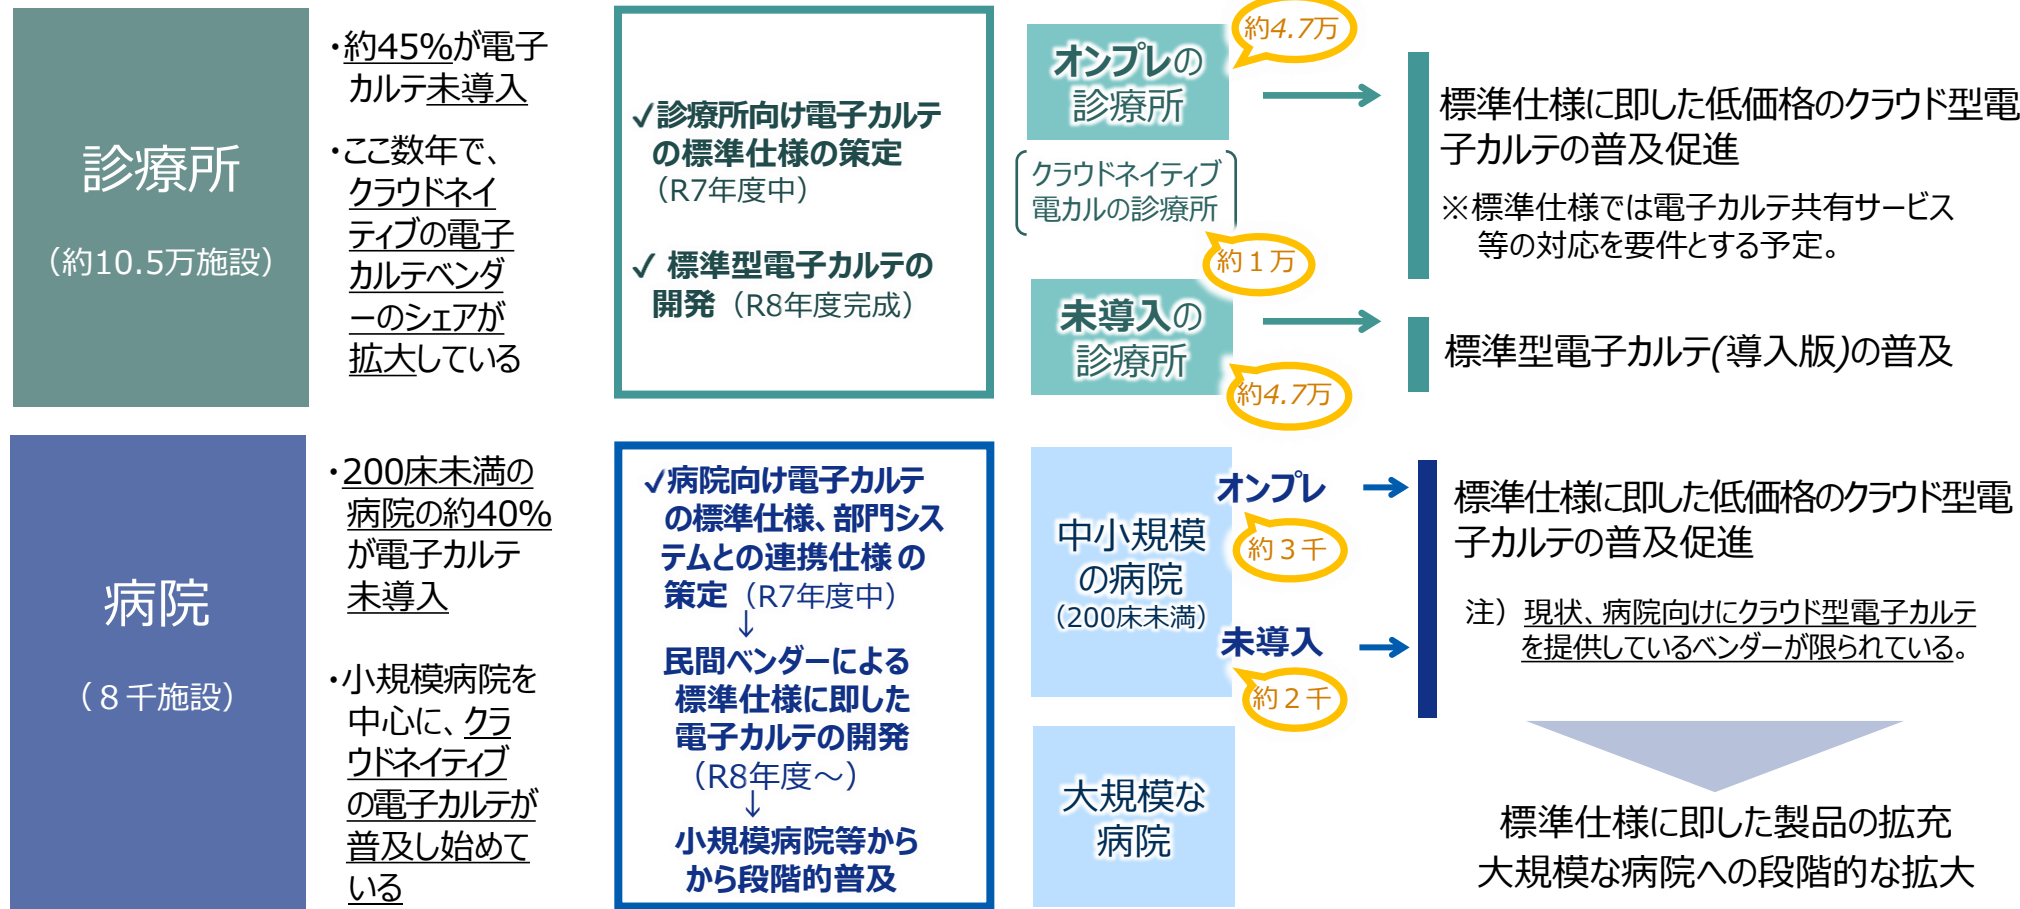 診療所
（約10.5万施設）
・約45%が電子
カルテ未導入
・ここ数年で、
クラウドネイ
ティブの電子
カルテベンダ
ーのシェアが
拡大している
✓診療所向け電子カルテ
の標準仕様の策定
（R7年度中）
✓ 標準型電子カルテの
開発（R8年度完成）
オンプレの
診療所
約4.7万
クラウドネイティブ
電カルの診療所
約１万
未導入の
診療所
約4.7万
標準仕様に即した低価格のクラウド型電
子カルテの普及促進
※標準仕様では電子カルテ共有サービス
等の対応を要件とする予定。
標準型電子カルテ(導入版)の普及
病院
（８千施設）
・200床未満の
病院の約40%
が電子カルテ
未導入
・小規模病院を
中心に、クラ
ウドネイティブ
の電子カルテが
普及し始めて
いる
✓病院向け電子カルテ
の標準仕様、部門シス
テムとの連携仕様 の
策定（R7年度中）
↓
民間ベンダーによる
標準仕様に即した
電子カルテの開発
（R8年度～）
↓
小規模病院等から
から段階的普及
中小規模
の病院
（200床未満）
オンプレ
約３千
未導入
約２千
大規模な
病院
標準仕様に即した低価格のクラウド型電
子カルテの普及促進
注）現状、病院向けにクラウド型電子カルテ
を提供しているベンダーが限られている。
標準仕様に即した製品の拡充
大規模な病院への段階的な拡大